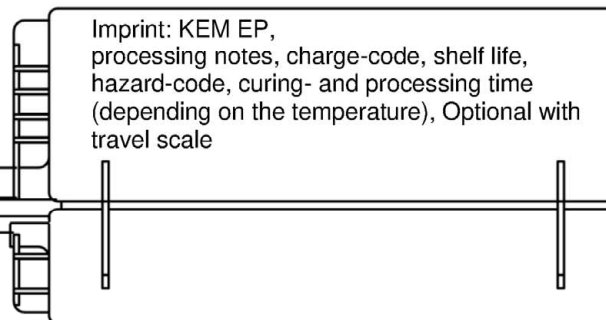 Imprint: KEM EP,
processing notes, charge-code, shelf life,
hazard-code, curing- and processing time
(depending on the temperature), Optional with
travel scale